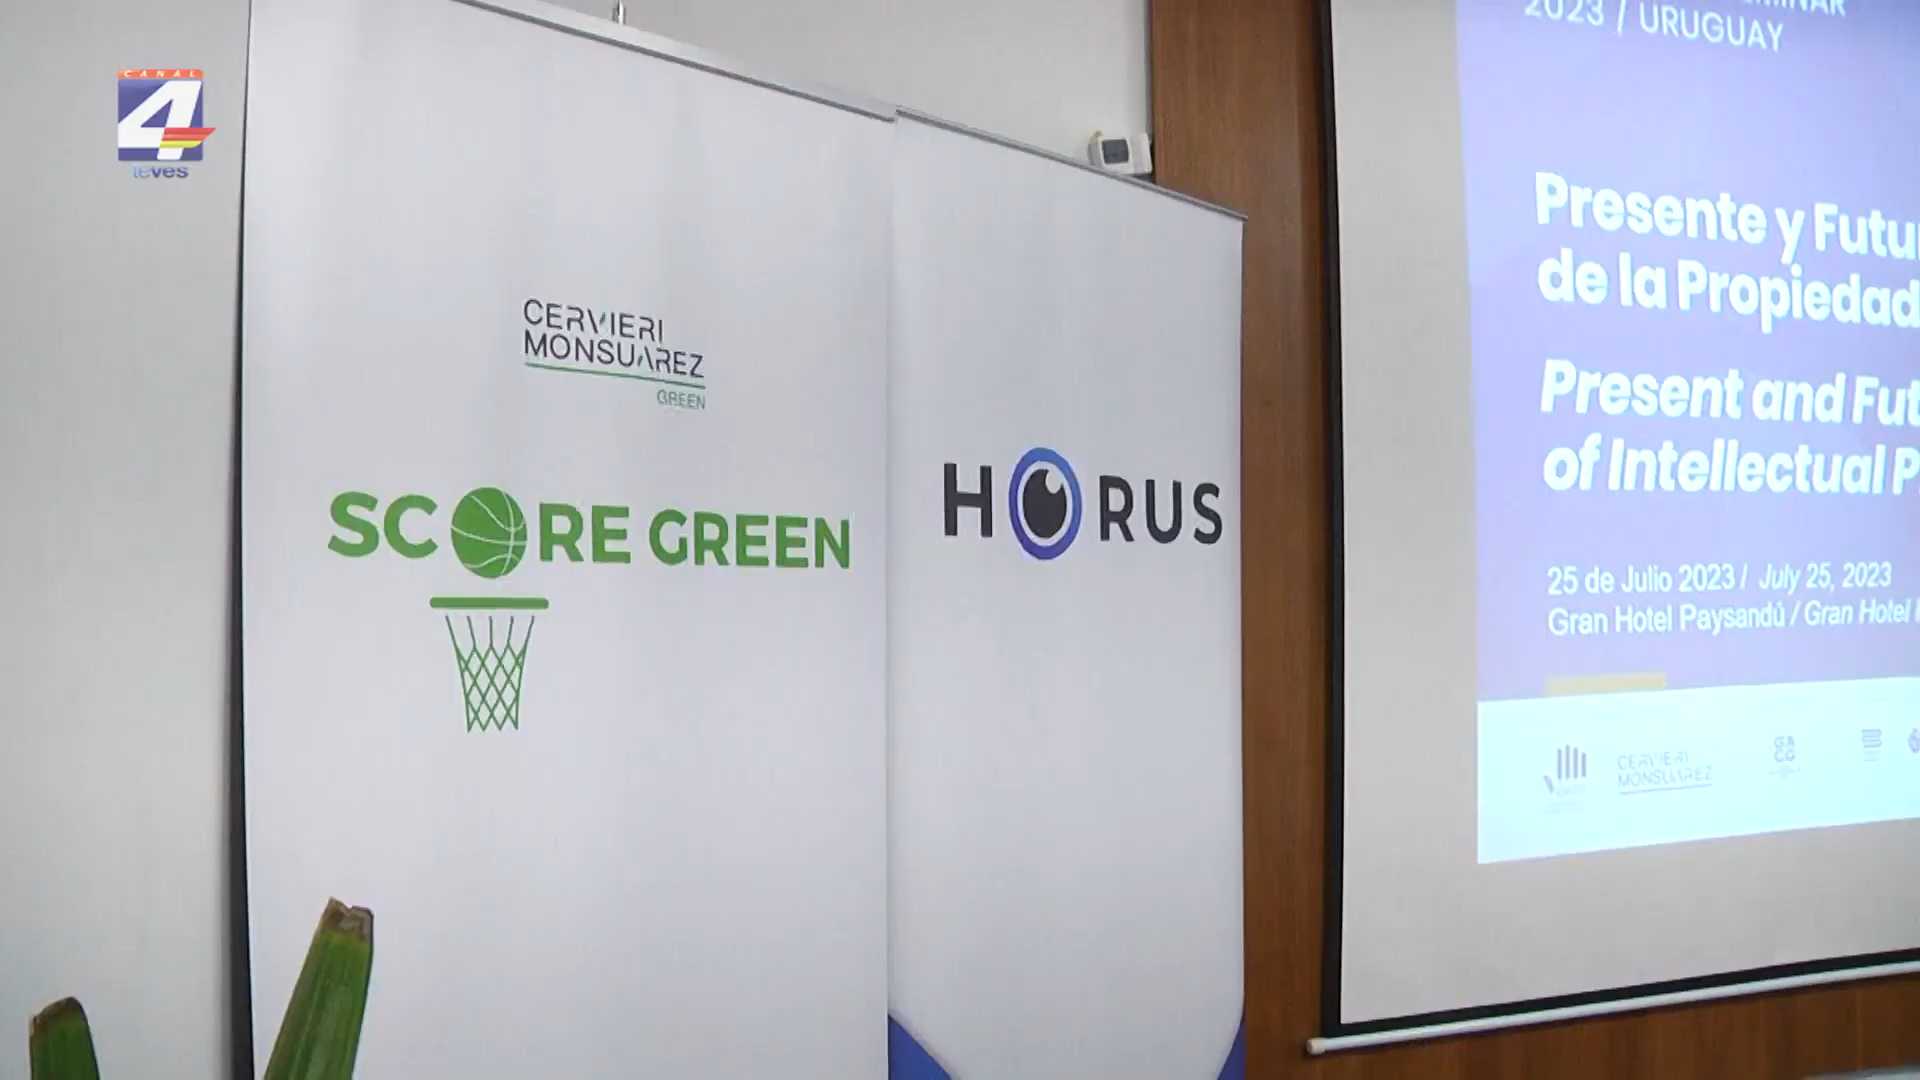 CANAL
4
teves
CERVIERI
MONSUAREZ
GREEN
SCORE GREEN
HORUS
2023 / URUGUAY
Presente y Futu
de la Propiedad
Present and Fut
of Intellectual P
25 de Julio 2023 / July 25, 2023
Gran Hotel Paysandú / Gran Hotel
CERVIERI
MONSUAREZ